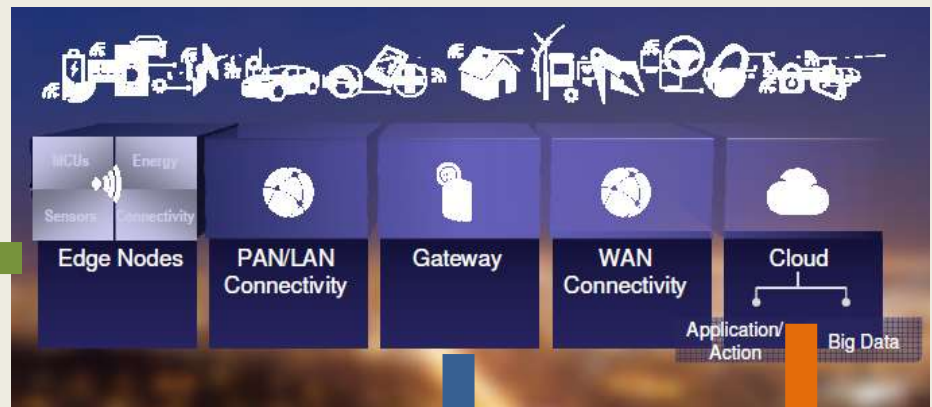 MCUs
Energy
Sensors
Connectivity
Edge Nodes
PAN/LAN
Connectivity
Gateway
WAN
Connectivity
Cloud
Application/
Action
Big Data